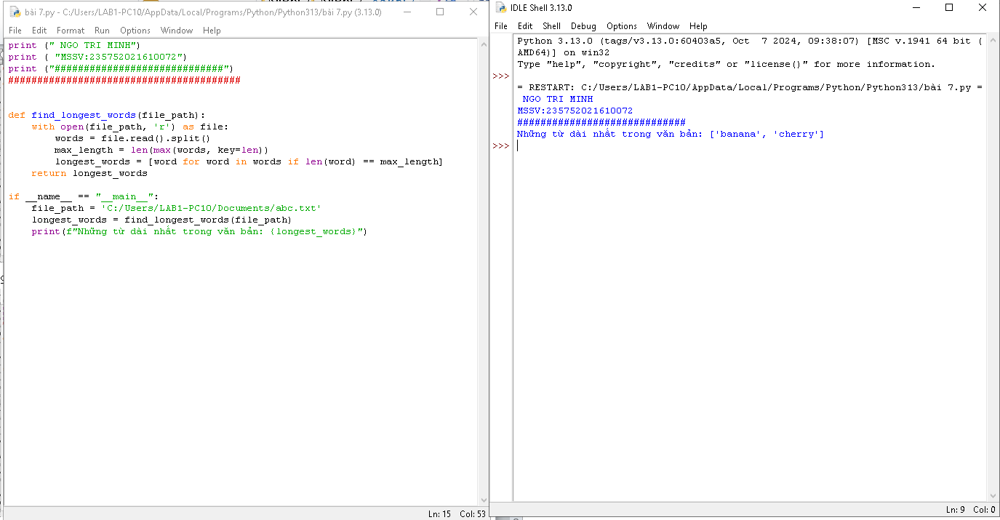 bài 7.py - C:/Users/LAB1-PC10/AppData/Local/Programs/Python/Python313/bài 7.py (3.13.0)
File Edit Format Run Options Window Help
print (" NGO TRI MINH")
print ( "MSSV:235752021610072")
print ("#############################")
########################################
def find_longest_words(file_path):
    with open(file_path, 'r') as file:
        words = file.read().split()
        max_length = len(max(words, key=len))
        longest_words = [word for word in words if len(word) == max_length]
    return longest_words
if __name__ == "__main__":
    file_path = 'C:/Users/LAB1-PC10/Documents/abc.txt'
    longest_words = find_longest_words(file_path)
    print(f"Những từ dài nhất trong văn bản: {longest_words}")
Ln: 15 Col: 53
IDLE Shell 3.13.0
File Edit Shell Debug Options Window Help
Python 3.13.0 (tags/v3.13.0:60403a5, Oct  7 2024, 09:38:07) [MSC v.1941 64 bit (
AMD64)] on win32
Type "help", "copyright", "credits" or "license()" for more information.
>>>
= RESTART: C:/Users/LAB1-PC10/AppData/Local/Programs/Python/Python313/bài 7.py =
 NGO TRI MINH
MSSV:235752021610072
#############################
Những từ dài nhất trong văn bản: ['banana', 'cherry']
>>>
Ln: 9 Col: 0